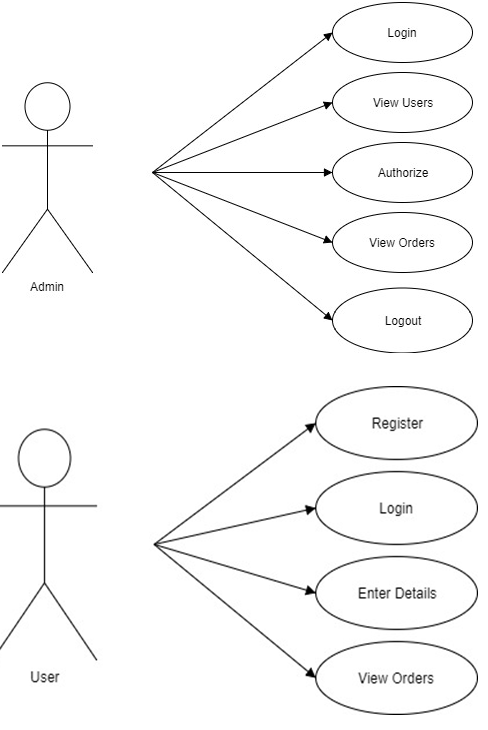 Login
View Users
Authorize
View Orders
Logout
Admin
Register
Login
Enter Details
View Orders
User